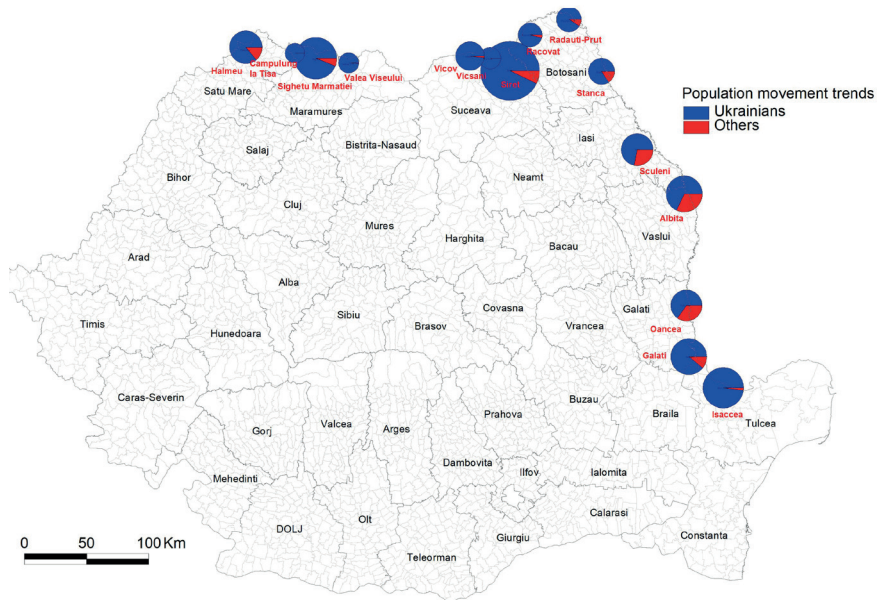 Radauti-Prut
Racovat
Halmeu
Campulung
la Tisa
Sighetu Marmatiei
Valea Viseului
Vicov
Vicsani
Siret
Botosani
Stanca
Satu Mare
Maramures
Suceava
Population movement trends
Ukrainians
Others
Salaj
Bistrita-Nasaud
Iasi
Neamt
Sculeni
Bihor
Cluj
Albita
Mures
Harghita
Bacau
Vaslui
Arad
Alba
Timis
Hunedoara
Sibiu
Brasov
Covasna
Vrancea
Galati
Oancea
Galati
Caras-Severin
Buzau
Braila
Isaccea
Tulcea
Gorj
Valcea
Arges
Prahova
Dambovita
Mehedinti
Ilfov
Ialomita
DOLJ
Olt
Calarasi
Giurgiu
Constanta
Teleorman
0 50 100 Km